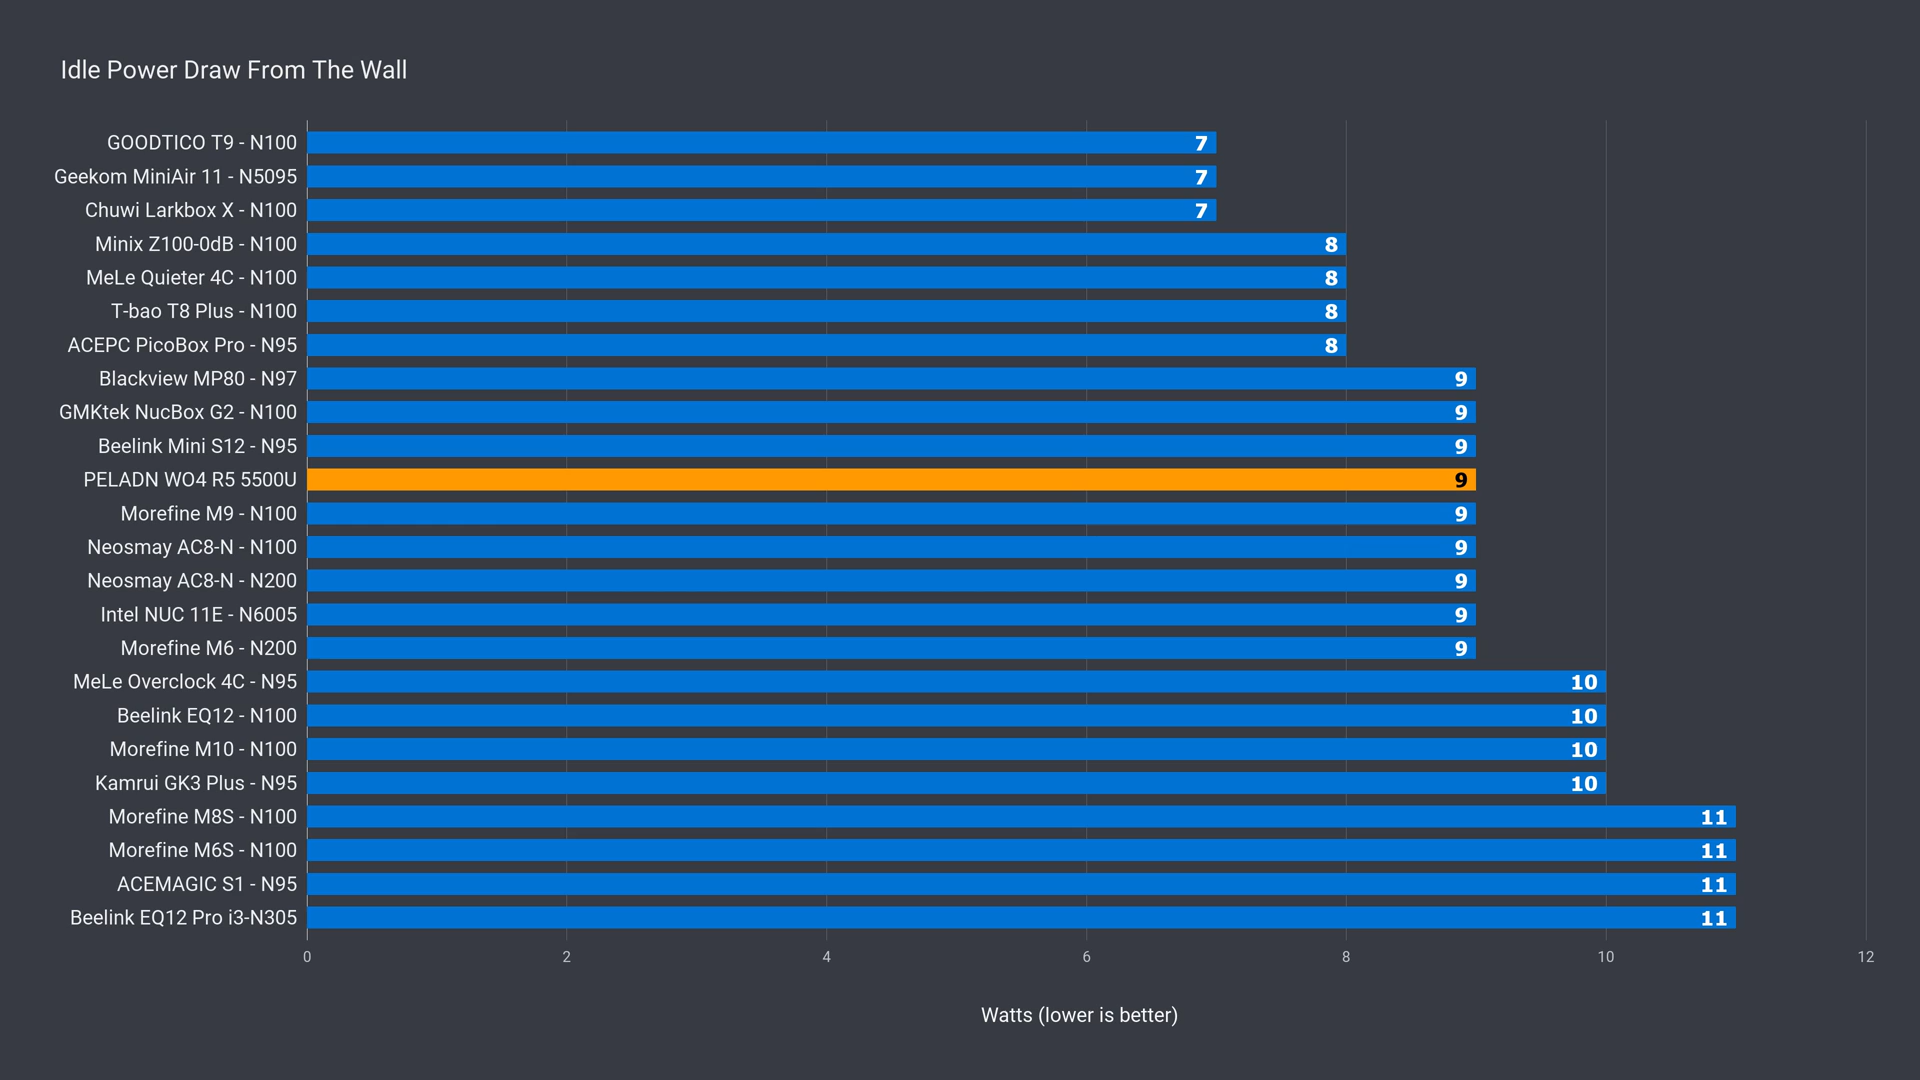 Idle Power Draw From The Wall
GOODTICO T9 - N100 7
Geekom MiniAir 11 - N5095 7
Chuwi Larkbox X - N100 7
Minix Z100-0dB - N100 8
MeLe Quieter 4C - N100 8
T-bao T8 Plus - N100 8
ACEPC PicoBox Pro - N95 8
Blackview MP80 - N97 9
GMKtek NucBox G2 - N100 9
Beelink Mini S12 - N95 9
PELADN WO4 R5 5500U 9
Morefine M9 - N100 9
Neosmay AC8-N - N100 9
Neosmay AC8-N - N200 9
Intel NUC 11E - N6005 9
Morefine M6 - N200 9
MeLe Overclock 4C - N95 10
Beelink EQ12 - N100 10
Morefine M10 - N100 10
Kamrui GK3 Plus - N95 10
Morefine M8S - N100 11
Morefine M6S - N100 11
ACEMAGIC S1 - N95 11
Beelink EQ12 Pro i3-N305 11
0 2 4 6 8 10 12
Watts (lower is better)